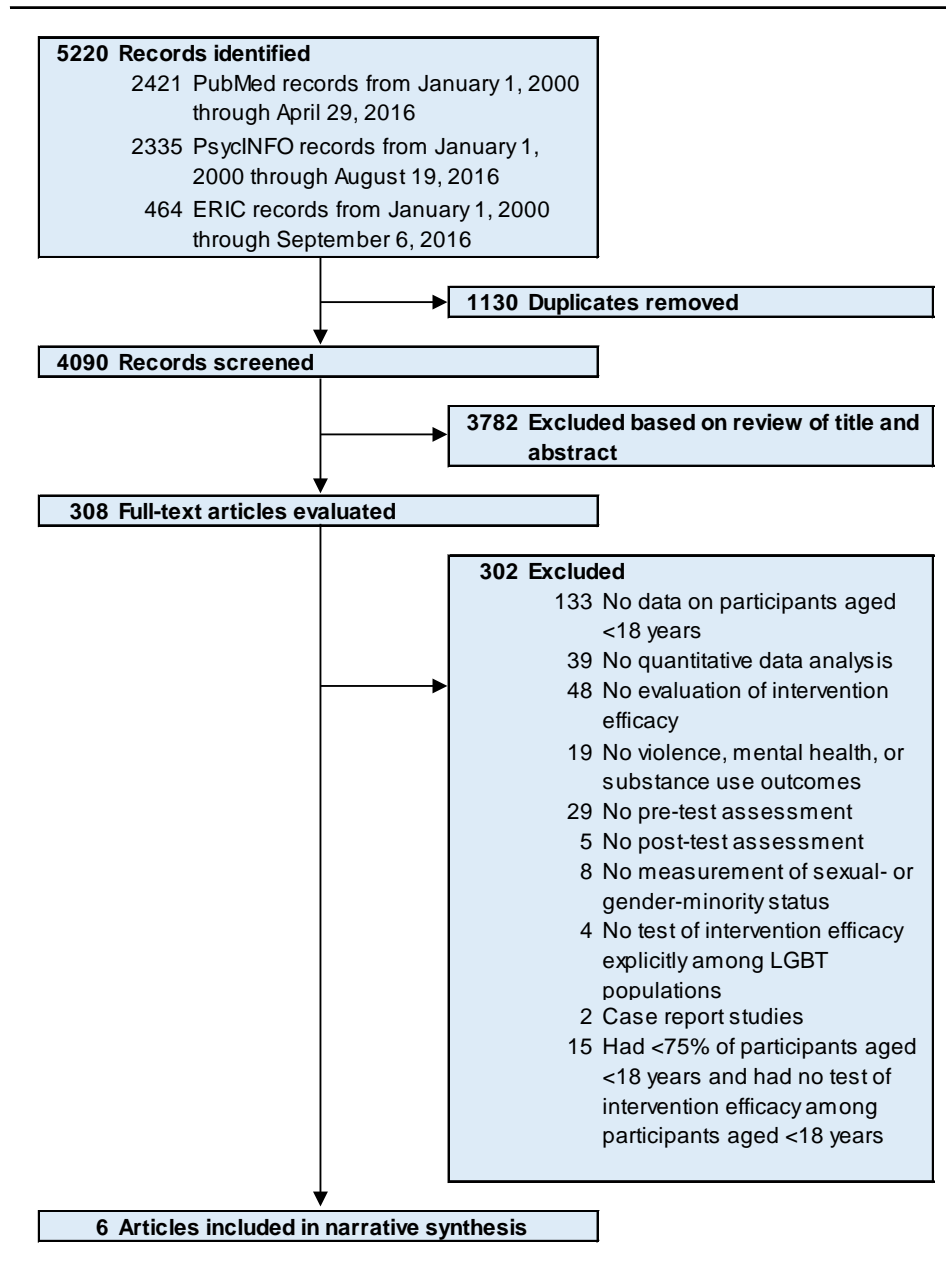 5220 Records identified
2421 PubMed records from January 1, 2000
through April 29, 2016
2335 PsycINFO records from January 1,
2000 through August 19, 2016
464 ERIC records from January 1, 2000
through September 6, 2016
1130 Duplicates removed
4090 Records screened
3782 Excluded based on review of title and
abstract
308 Full-text articles evaluated
302 Excluded
133 No data on participants aged
<18 years
39 No quantitative data analysis
48 No evaluation of intervention
efficacy
19 No violence, mental health, or
substance use outcomes
29 No pre-test assessment
5 No post-test assessment
8 No measurement of sexual- or
gender-minority status
4 No test of intervention efficacy
explicitly among LGBT
populations
2 Case report studies
15 Had <75% of participants aged
<18 years and had no test of
intervention efficacy among
participants aged <18 years
6 Articles included in narrative synthesis